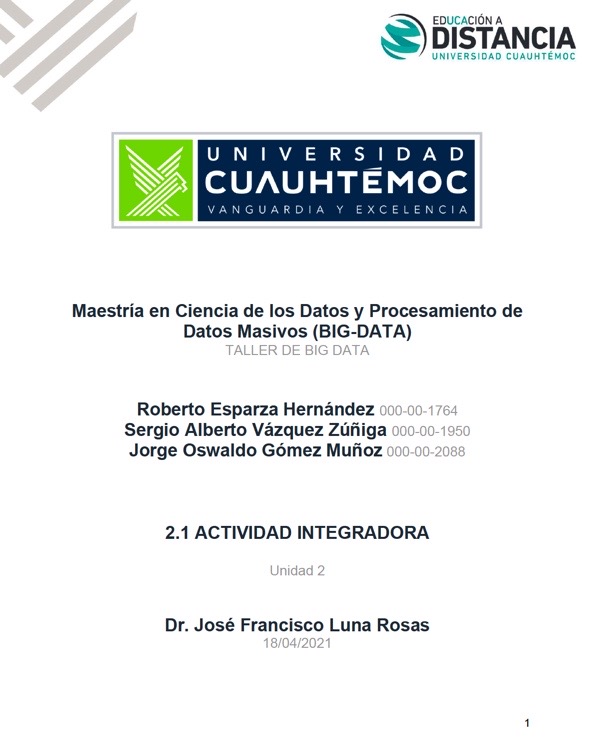 EDUCACIÓN A
DISTANCIA
UNIVERSIDAD CUAUHTÉMOC
UNIVERSIDAD
CUAUHTÉMOC
VANGUARDIA Y EXCELENCIA
Maestría en Ciencia de los Datos y Procesamiento de
Datos Masivos (BIG-DATA)
TALLER DE BIG DATA
Roberto Esparza Hernández 000-00-1764
Sergio Alberto Vázquez Zúñiga 000-00-1950
Jorge Oswaldo Gómez Muñoz 000-00-2088
2.1 ACTIVIDAD INTEGRADORA
Unidad 2
Dr. José Francisco Luna Rosas
18/04/2021
1